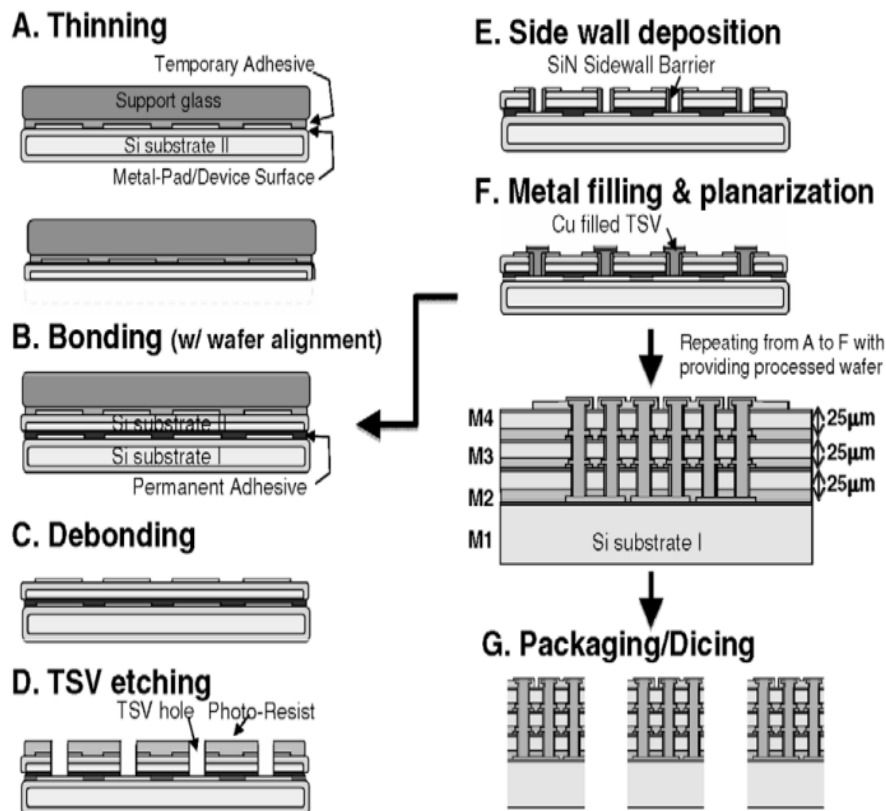 A. Thinning
Temporary Adhesive
Support glass
Si substrate II
Metal-Pad/Device Surface
B. Bonding (w/ wafer alignment)
Si substrate II
Si substrate I
Permanent Adhesive
C. Debonding
D. TSV etching
TSV hole Photo-Resist
E. Side wall deposition
SiN Sidewall Barrier
F. Metal filling & planarization
Cu filled TSV
Repeating from A to F with
providing processed wafer
M4 25μm
M3 25μm
M2 25μm
M1 Si substrate I
G. Packaging/Dicing